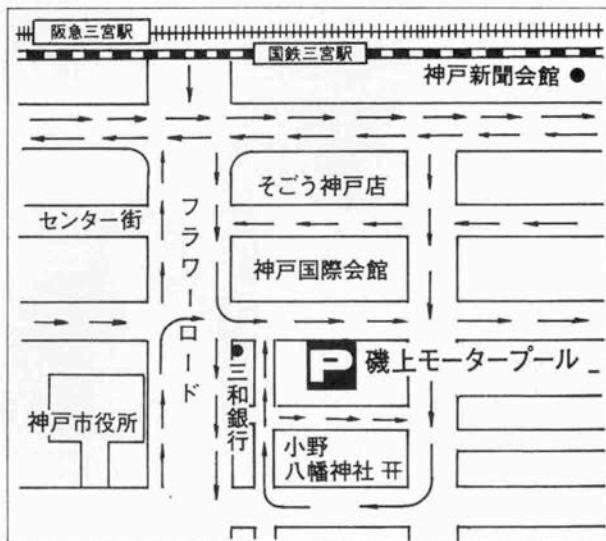 阪急三宮駅
国鉄三宮駅
神戸新聞会館
そごう神戸店
センター街
フラワーロード
神戸国際会館
P 磯上モータープール
三和銀行
神戸市役所
小野
八幡神社